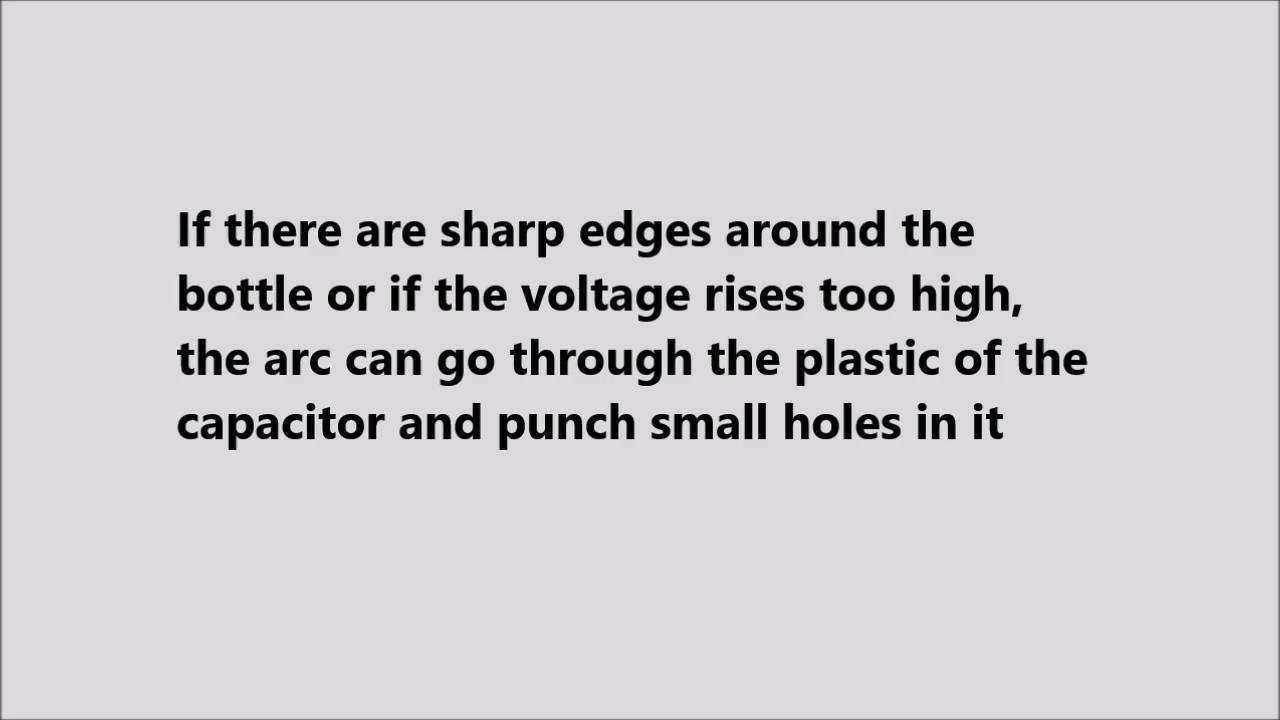 If there are sharp edges around the
bottle or if the voltage rises too high,
the arc can go through the plastic of the
capacitor and punch small holes in it